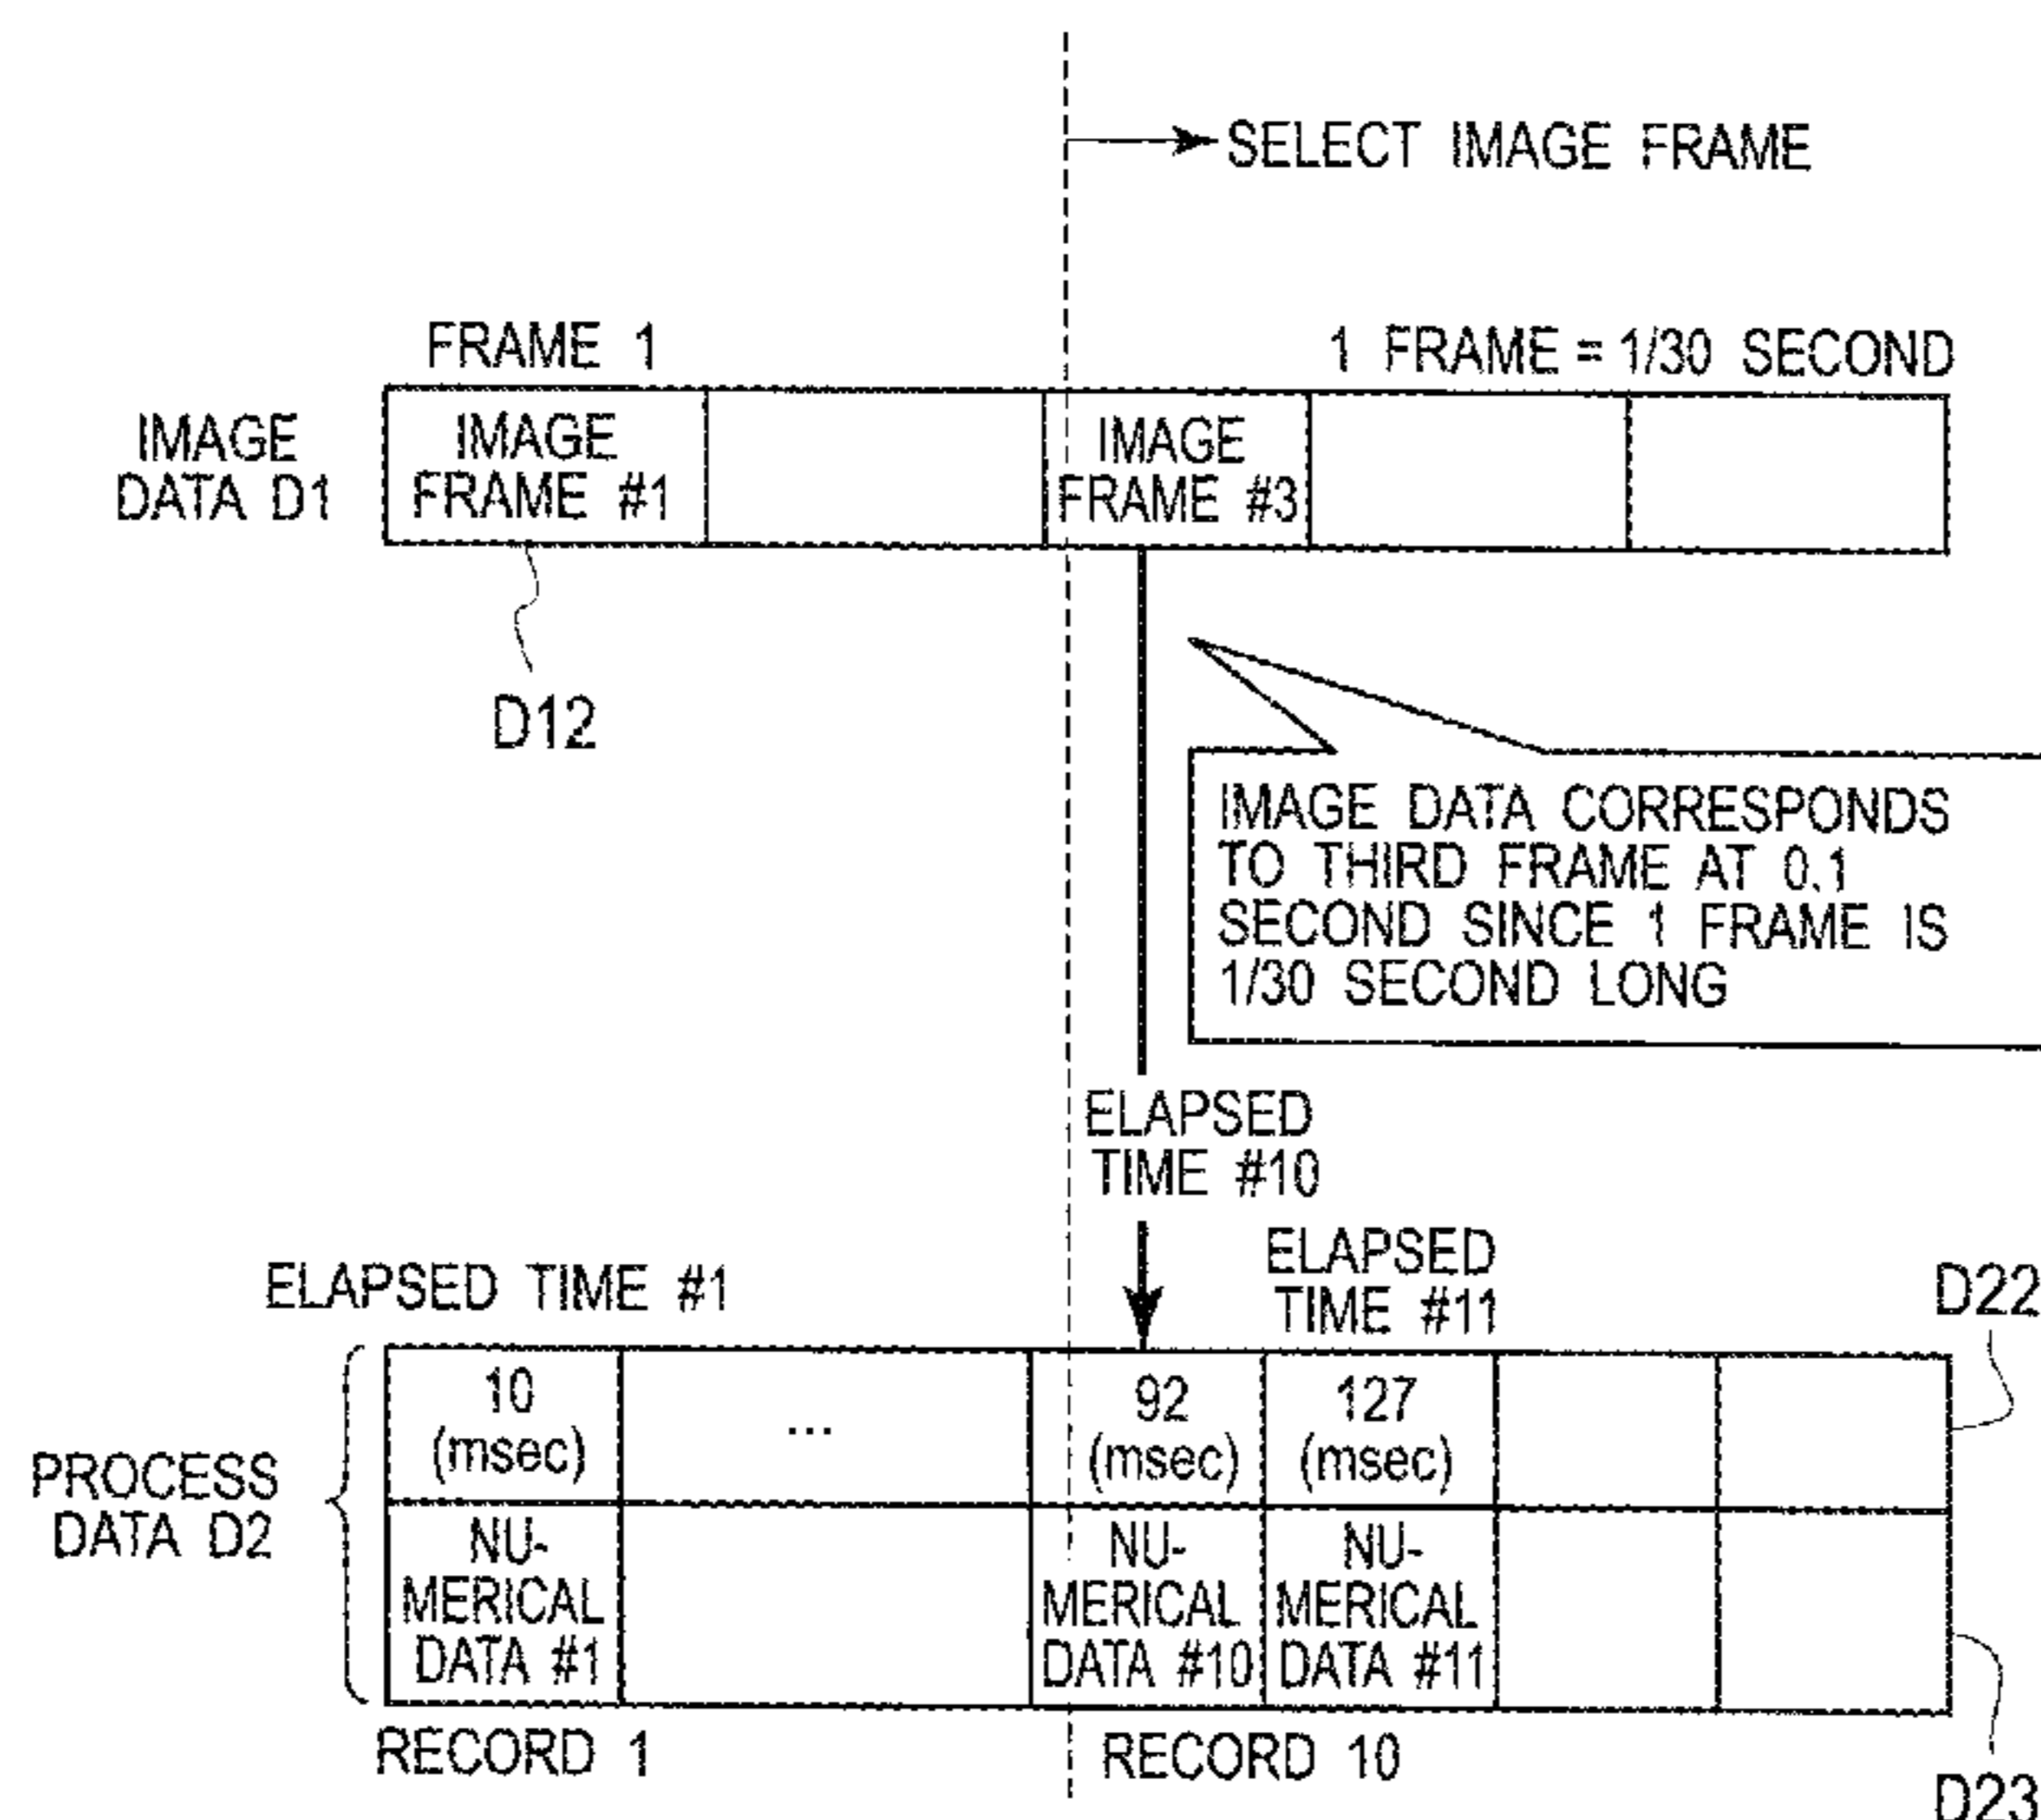 SELECT IMAGE FRAME
FRAME 1
1 FRAME = 1/30 SECOND
IMAGE
DATA D1
IMAGE
FRAME #1
IMAGE
FRAME #3
D12
IMAGE DATA CORRESPONDS
TO THIRD FRAME AT 0.1
SECOND SINCE 1 FRAME IS
1/30 SECOND LONG
ELAPSED
TIME #10
ELAPSED TIME #1
ELAPSED
TIME #11
D22
PROCESS
DATA D2
10
(msec)
...
92
(msec)
127
(msec)
NU-
MERICAL
DATA #1
NU-
MERICAL
DATA #10
NU-
MERICAL
DATA #11
RECORD 1
RECORD 10
D23